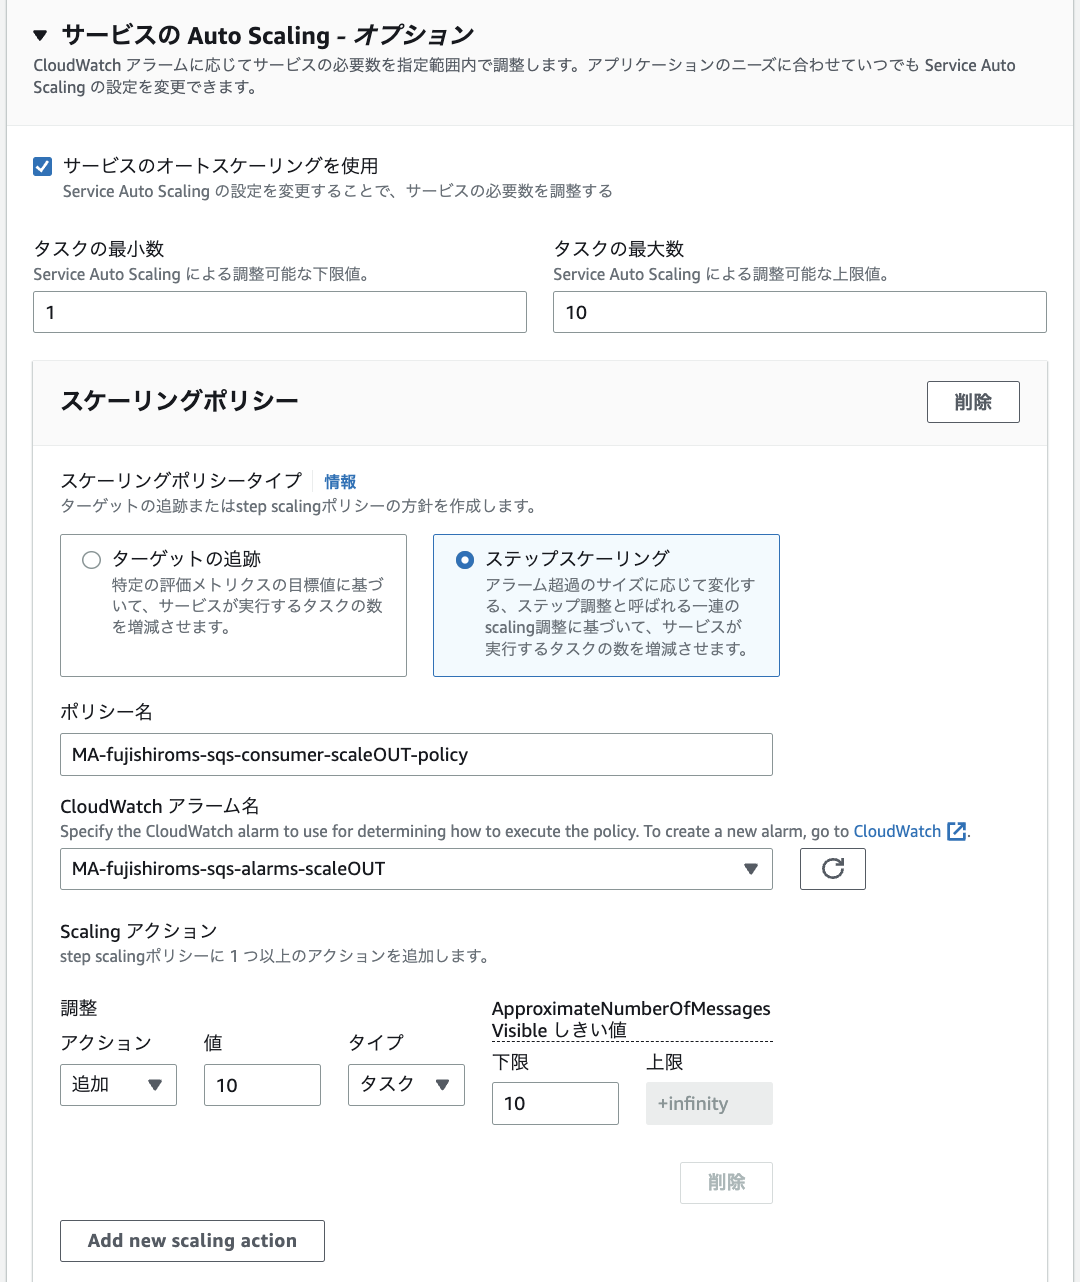 サービスの Auto Scaling - オプション
CloudWatch アラームに応じてサービスの必要数を指定範囲内で調整します。アプリケーションのニーズに合わせていつでも Service Auto
Scaling の設定を変更できます。
サービスのオートスケーリングを使用
Service Auto Scaling の設定を変更することで、サービスの必要数を調整する
タスクの最小数
Service Auto Scaling による調整可能な下限値。
1
タスクの最大数
Service Auto Scaling による調整可能な上限値。
10
スケーリングポリシー
削除
スケーリングポリシータイプ
情報
ターゲットの追跡またはstep scalingポリシーの方針を作成します。
ターゲットの追跡
特定の評価メトリクスの目標値に基づ
いて、サービスが実行するタスクの数
を増減させます。
ステップスケーリング
アラーム超過のサイズに応じて変化す
る、ステップ調整と呼ばれる一連の
scaling調整に基づいて、サービスが
実行するタスクの数を増減させます。
ポリシー名
MA-fujishiroms-sqs-consumer-scaleOUT-policy
CloudWatch アラーム名
Specify the CloudWatch alarm to use for determining how to execute the policy. To create a new alarm, go to CloudWatch.
MA-fujishiroms-sqs-alarms-scaleOUT
Scaling アクション
step scalingポリシーに 1 つ以上のアクションを追加します。
調整
アクション
追加
値
10
タイプ
タスク
ApproximateNumberOfMessages
Visible しきい値
下限
10
上限
+infinity
削除
Add new scaling action